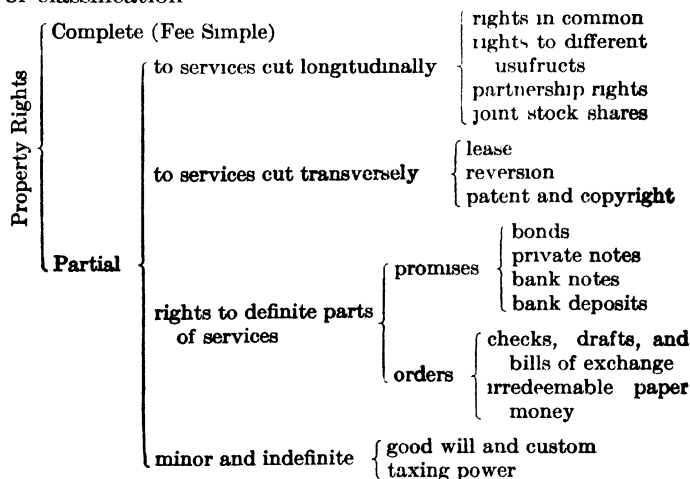 of classification
Property Rights
Complete (Fee Simple)
Partial
to services cut longitudinally
rights in common
rights to different
usufructs
partnership rights
joint stock shares
to services cut transversely
lease
reversion
patent and copyright
rights to definite parts
of services
promises
bonds
private notes
bank notes
bank deposits
orders
checks, drafts, and
bills of exchange
irredeemable paper
money
minor and indefinite
good will and custom
taxing power